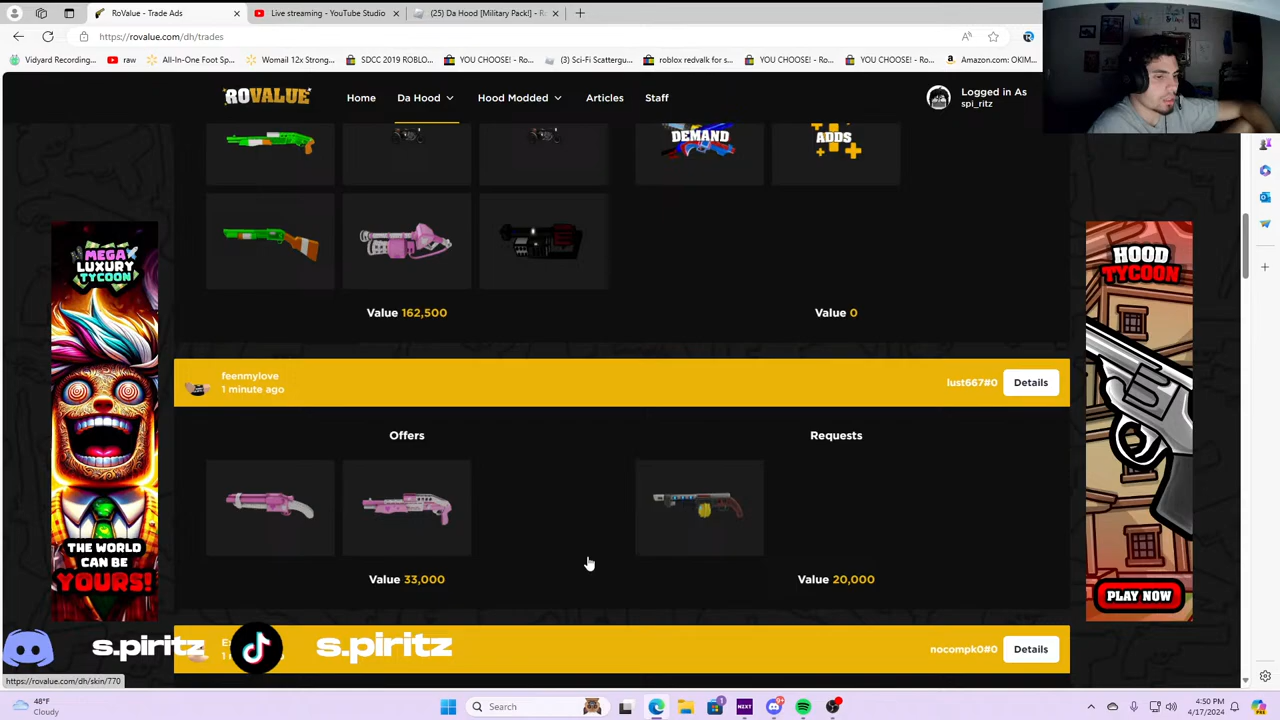 RoValue - Trade Ads
Live streaming - YouTube Studio
(25) Da Hood [Military Pack!] - Ro
https://rovalue.com/dh/trades
Vidyard Recording...
raw
All-In-One Foot Sp...
Womail 12x Strong...
SDCC 2019 ROBLO...
YOU CHOOSE! - Ro...
(3) Sci-Fi Scattergu...
roblox redvalk for s...
YOU CHOOSE! - Ro...
YOU CHOOSE! - Ro...
Amazon.com: OKIM...
ROVALUE
Home
Da Hood
Hood Modded
Articles
Staff
Logged in As
spi_ritz
DEMAND
ADDS
Value 162,500
Value 0
feenmylove
1 minute ago
lust667#0
Details
Offers
Requests
Value 33,000
Value 20,000
nocompk0#0
Details
MEGA
LUXURY
TYCOON
THE WORLD
CAN BE
YOURS!
HOOD
TYCOON
PLAY NOW
s.piritz
s.piritz
https://rovalue.com/dh/skin/770
48°F
Cloudy
Search
NZXT
4:50 PM
4/17/2024